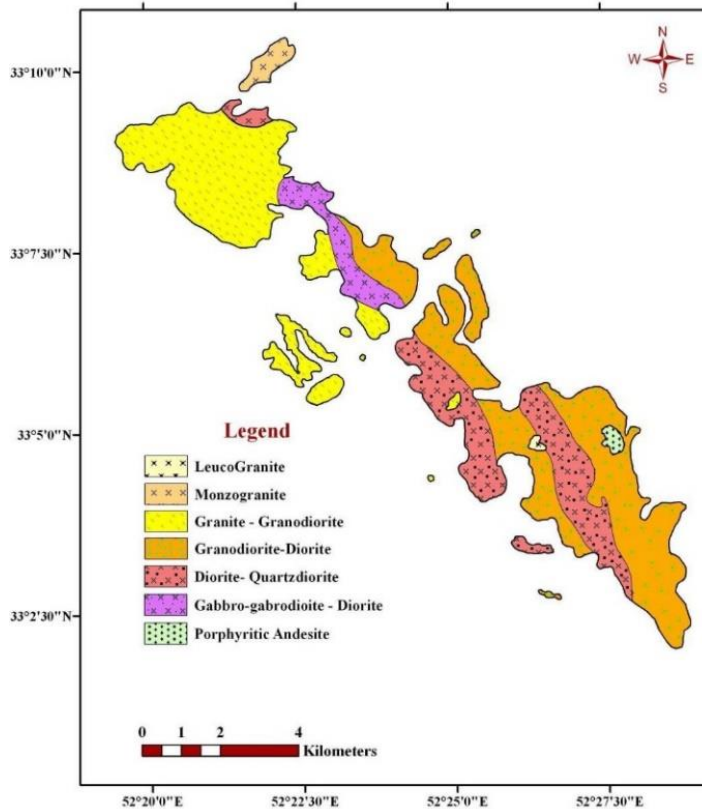 N
W E
S
33°10'0"N
33°7'30"N
33°5'0"N
33°2'30"N
Legend
LeucoGranite
Monzogranite
Granite - Granodiorite
Granodiorite-Diorite
Diorite- Quartzdiorite
Gabbro-gabrodioite - Diorite
Porphyritic Andesite
0 1 2 4
Kilometers
52°20'0"E 52°22'30"E 52°25'0"E 52°27'30"E